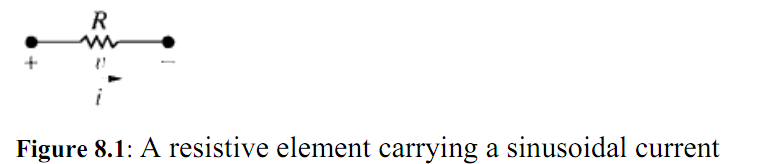 R
+ v −
i
Figure 8.1: A resistive element carrying a sinusoidal current